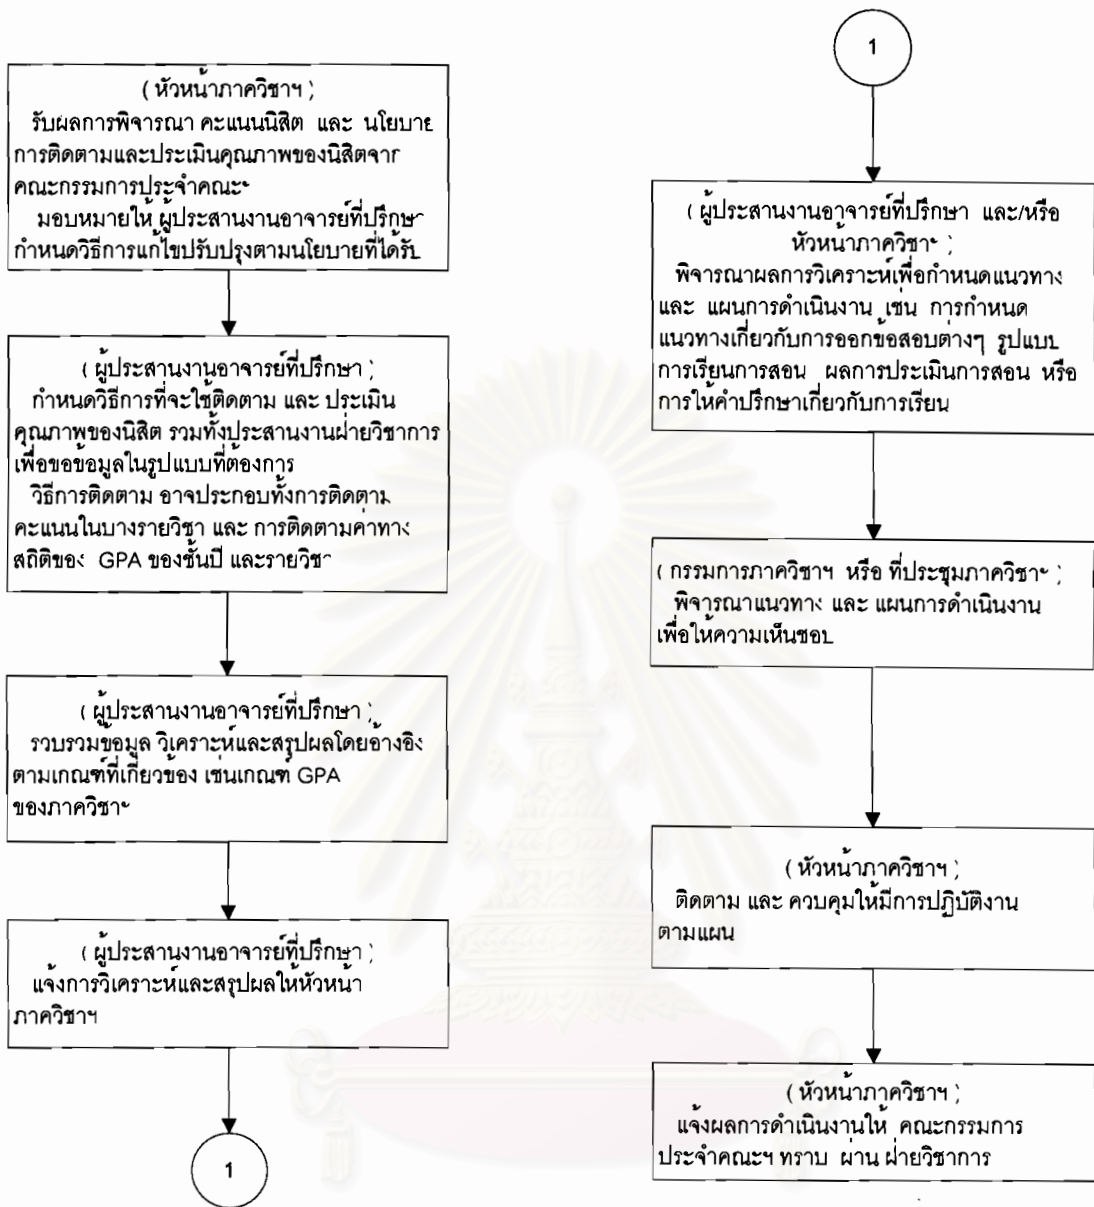 ( หัวหน้าภาควิชาฯ )
รับผลการพิจารณา คะแนนนิสิต และ นโยบาย
การติดตามและประเมินคุณภาพของนิสิตจาก
คณะกรรมการประจำคณะฯ
มอบหมายให้ ผู้ประสานงานอาจารย์ที่ปรึกษา
กำหนดวิธีการแก้ไขปรับปรุงตามนโยบายที่ได้รับ
( ผู้ประสานงานอาจารย์ที่ปรึกษา )
กำหนดวิธีการที่จะใช้ติดตาม และ ประเมิน
คุณภาพของนิสิต รวมทั้งประสานงานฝ่ายวิชาการ
เพื่อขอข้อมูลในรูปแบบที่ต้องการ
วิธีการติดตาม อาจประกอบทั้งการติดตาม
คะแนนในบางรายวิชา และ การติดตามค่าทาง
สถิติของ GPA ของชั้นปี และรายวิชา
( ผู้ประสานงานอาจารย์ที่ปรึกษา )
รวบรวมข้อมูล วิเคราะห์และสรุปผลโดยอ้างอิง
ตามเกณฑ์ที่เกี่ยวข้อง เช่นเกณฑ์ GPA
ของภาควิชาฯ
( ผู้ประสานงานอาจารย์ที่ปรึกษา )
แจ้งการวิเคราะห์และสรุปผลให้หัวหน้า
ภาควิชาฯ
1
1
( ผู้ประสานงานอาจารย์ที่ปรึกษา และ/หรือ
หัวหน้าภาควิชาฯ )
พิจารณาผลการวิเคราะห์เพื่อกำหนดแนวทาง
และ แผนการดำเนินงาน เช่น การกำหนด
แนวทางเกี่ยวกับการออกข้อสอบต่างๆ รูปแบบ
การเรียนการสอน ผลการประเมินการสอน หรือ
การให้คำปรึกษาเกี่ยวกับการเรียน
( กรรมการภาควิชาฯ หรือ ที่ประชุมภาควิชาฯ )
พิจารณาแนวทาง และ แผนการดำเนินงาน
เพื่อให้ความเห็นชอบ
( หัวหน้าภาควิชาฯ )
ติดตาม และ ควบคุมให้มีการปฏิบัติงาน
ตามแผน
( หัวหน้าภาควิชาฯ )
แจ้งผลการดำเนินงานให้ คณะกรรมการ
ประจำคณะฯ ทราบ ผ่าน ฝ่ายวิชาการ